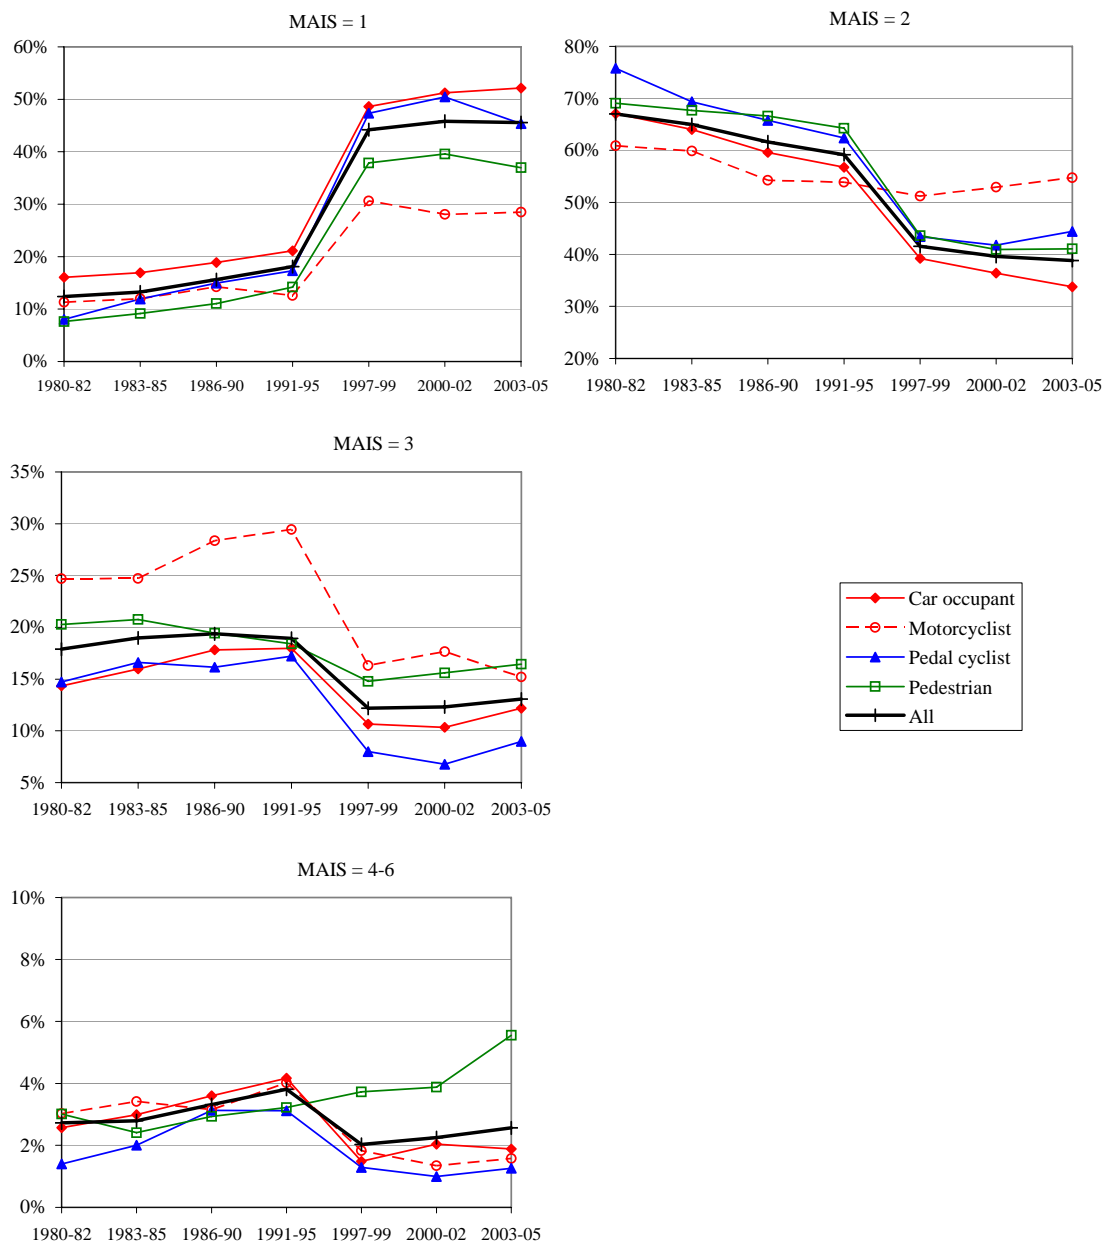 MAIS = 1
60%
50%
40%
30%
20%
10%
0%
1980-82 1983-85 1986-90 1991-95 1997-99 2000-02 2003-05
MAIS = 2
80%
70%
60%
50%
40%
30%
20%
1980-82 1983-85 1986-90 1991-95 1997-99 2000-02 2003-05
MAIS = 3
35%
30%
25%
20%
15%
10%
5%
1980-82 1983-85 1986-90 1991-95 1997-99 2000-02 2003-05
Car occupant
Motorcyclist
Pedal cyclist
Pedestrian
All
MAIS = 4-6
10%
8%
6%
4%
2%
0%
1980-82 1983-85 1986-90 1991-95 1997-99 2000-02 2003-05